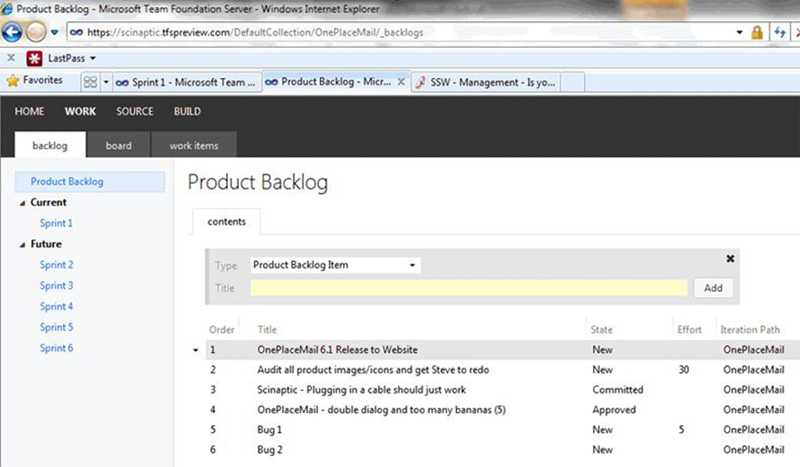 Product Backlog - Microsoft Team Foundation Server - Windows Internet Explorer
https://scinaptic.tfspreview.com/DefaultCollection/OnePlaceMail/_backlogs
X LastPass
Favorites Sprint 1 - Microsoft Team ... Product Backlog - Micr... X SSW - Management - Is yo...
HOME WORK SOURCE BUILD
backlog board work items
Product Backlog
Current
Sprint 1
Future
Sprint 2
Sprint 3
Sprint 4
Sprint 5
Sprint 6
Product Backlog
contents
Type Product Backlog Item
Title Add
Order Title State Effort Iteration Path
1 OnePlaceMail 6.1 Release to Website New OnePlaceMail
2 Audit all product images/icons and get Steve to redo New 30 OnePlaceMail
3 Scinaptic - Plugging in a cable should just work Committed OnePlaceMail
4 OnePlaceMail - double dialog and too many bananas (5) Approved OnePlaceMail
5 Bug 1 New 5 OnePlaceMail
6 Bug 2 New OnePlaceMail